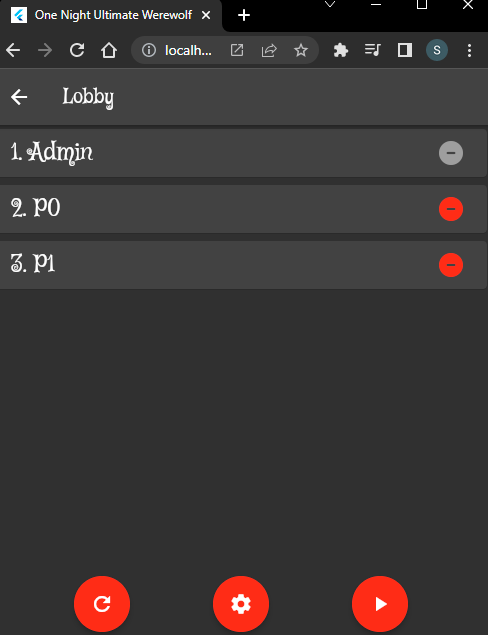 One Night Ultimate Werewolf
localh...
S
Lobby
1. Admin
2. P0
3. P1